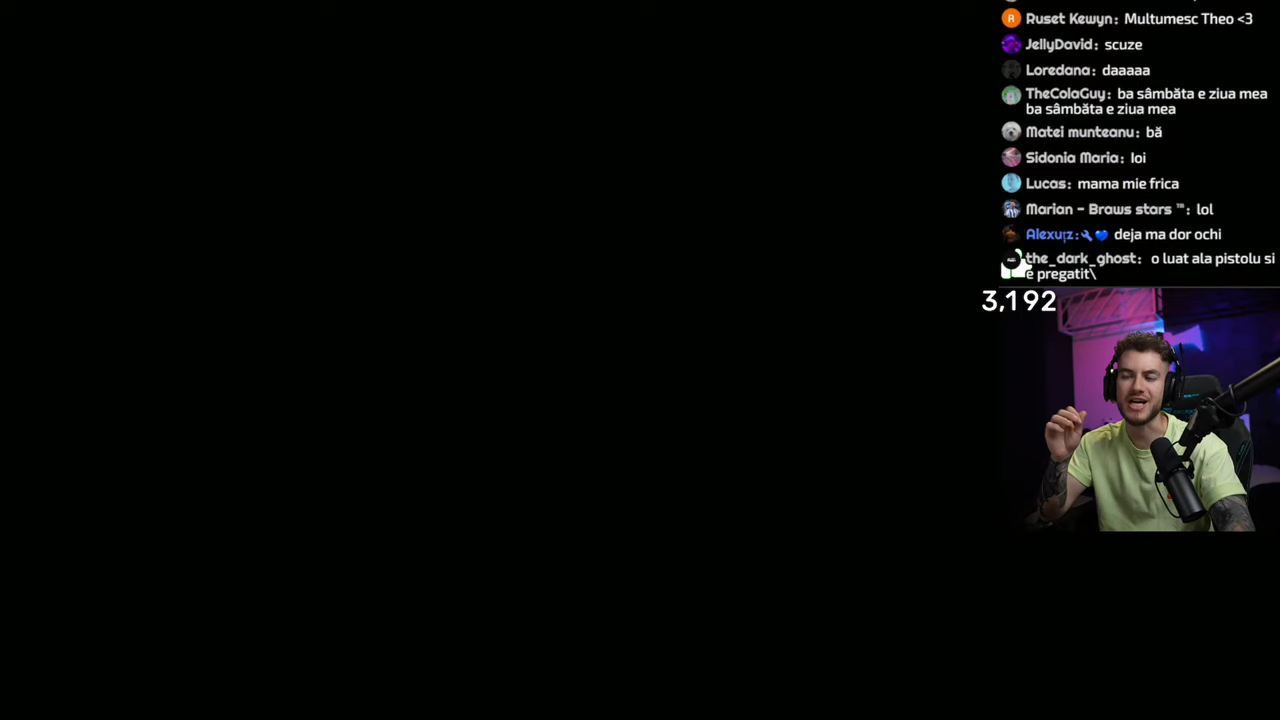 Ruset Kewyn: Multumesc Theo <3
JellyDavid: scuze
Loredana: daaaaa
TheColaGuy: ba sâmbăta e ziua mea
ba sâmbăta e ziua mea
Matei munteanu: bă
Sidonia Maria: loi
Lucas: mama mie frica
Marian - Braws stars ™: lol
deja ma dor ochi
the_dark_ghost: o luat ala pistolu si
e pregatit\
3,192